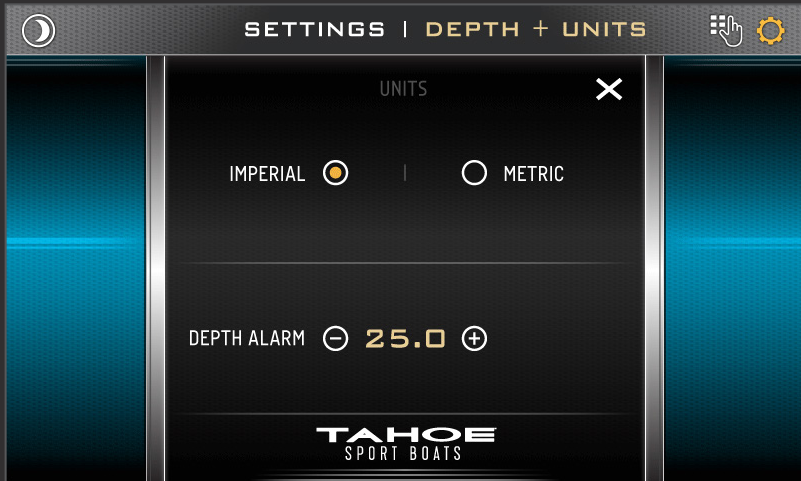 SETTINGS | DEPTH + UNITS
UNITS
IMPERIAL | METRIC
DEPTH ALARM 25.0
TAHOE
SPORT BOATS